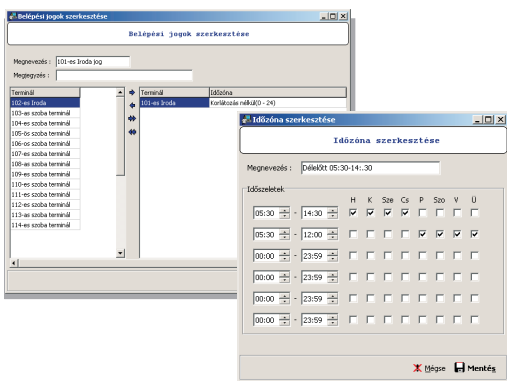 Belépési jogok szerkesztése
Belépési jogok szerkesztése
Megnevezés : 101-es Iroda jog
Megjegyzés :
Terminál
102-es Iroda
103-as szoba terminál
104-es szoba terminál
105-ös szoba terminál
106-os szoba terminál
107-es szoba terminál
108-as szoba terminál
109-es szoba terminál
110-es szoba terminál
111-es szoba terminál
112-es szoba terminál
113-as szoba terminál
114-es szoba terminál
Terminál Időzóna
101-es Iroda Korlátozás nélkül(0 - 24)
Időzóna szerkesztése
Időzóna szerkesztése
Megnevezés : Délelőtt 05:30-14:.30
Időszeletek
H K Sze Cs P Szo V Ü
05:30 - 14:30
05:30 - 12:00
00:00 - 23:59
00:00 - 23:59
00:00 - 23:59
00:00 - 23:59
Mégse Mentés